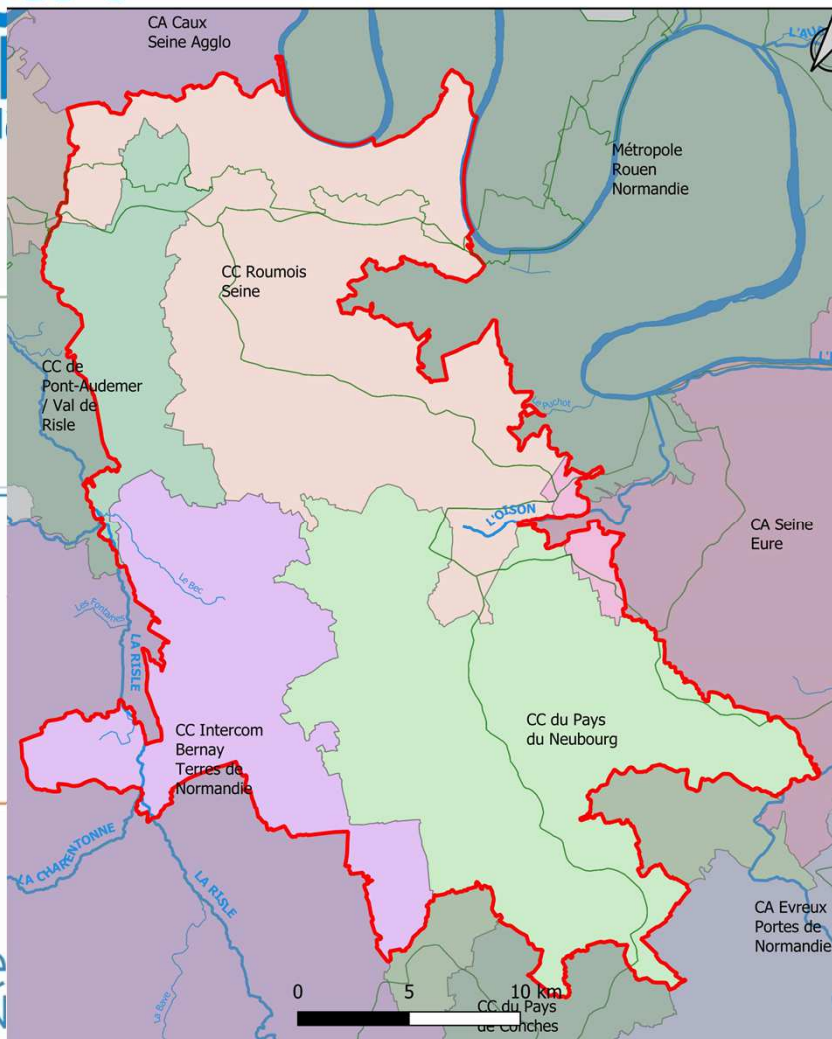 CA Caux
Seine Agglo
Métropole
Rouen
Normandie
CC Roumois
Seine
CC de
Pont-Audemer
/ Val de
Risle
Le Puchot
L'OISON
CA Seine
Eure
Le Bec
Les Fontaines
LA RISLE
CC du Pays
du Neubourg
CC Intercom
Bernay
Terres de
Normandie
LA CHARENTONNE
LA RISLE
CA Evreux
Portes de
Normandie
La Bave
0 5 10 km
CC du Pays
de Conches